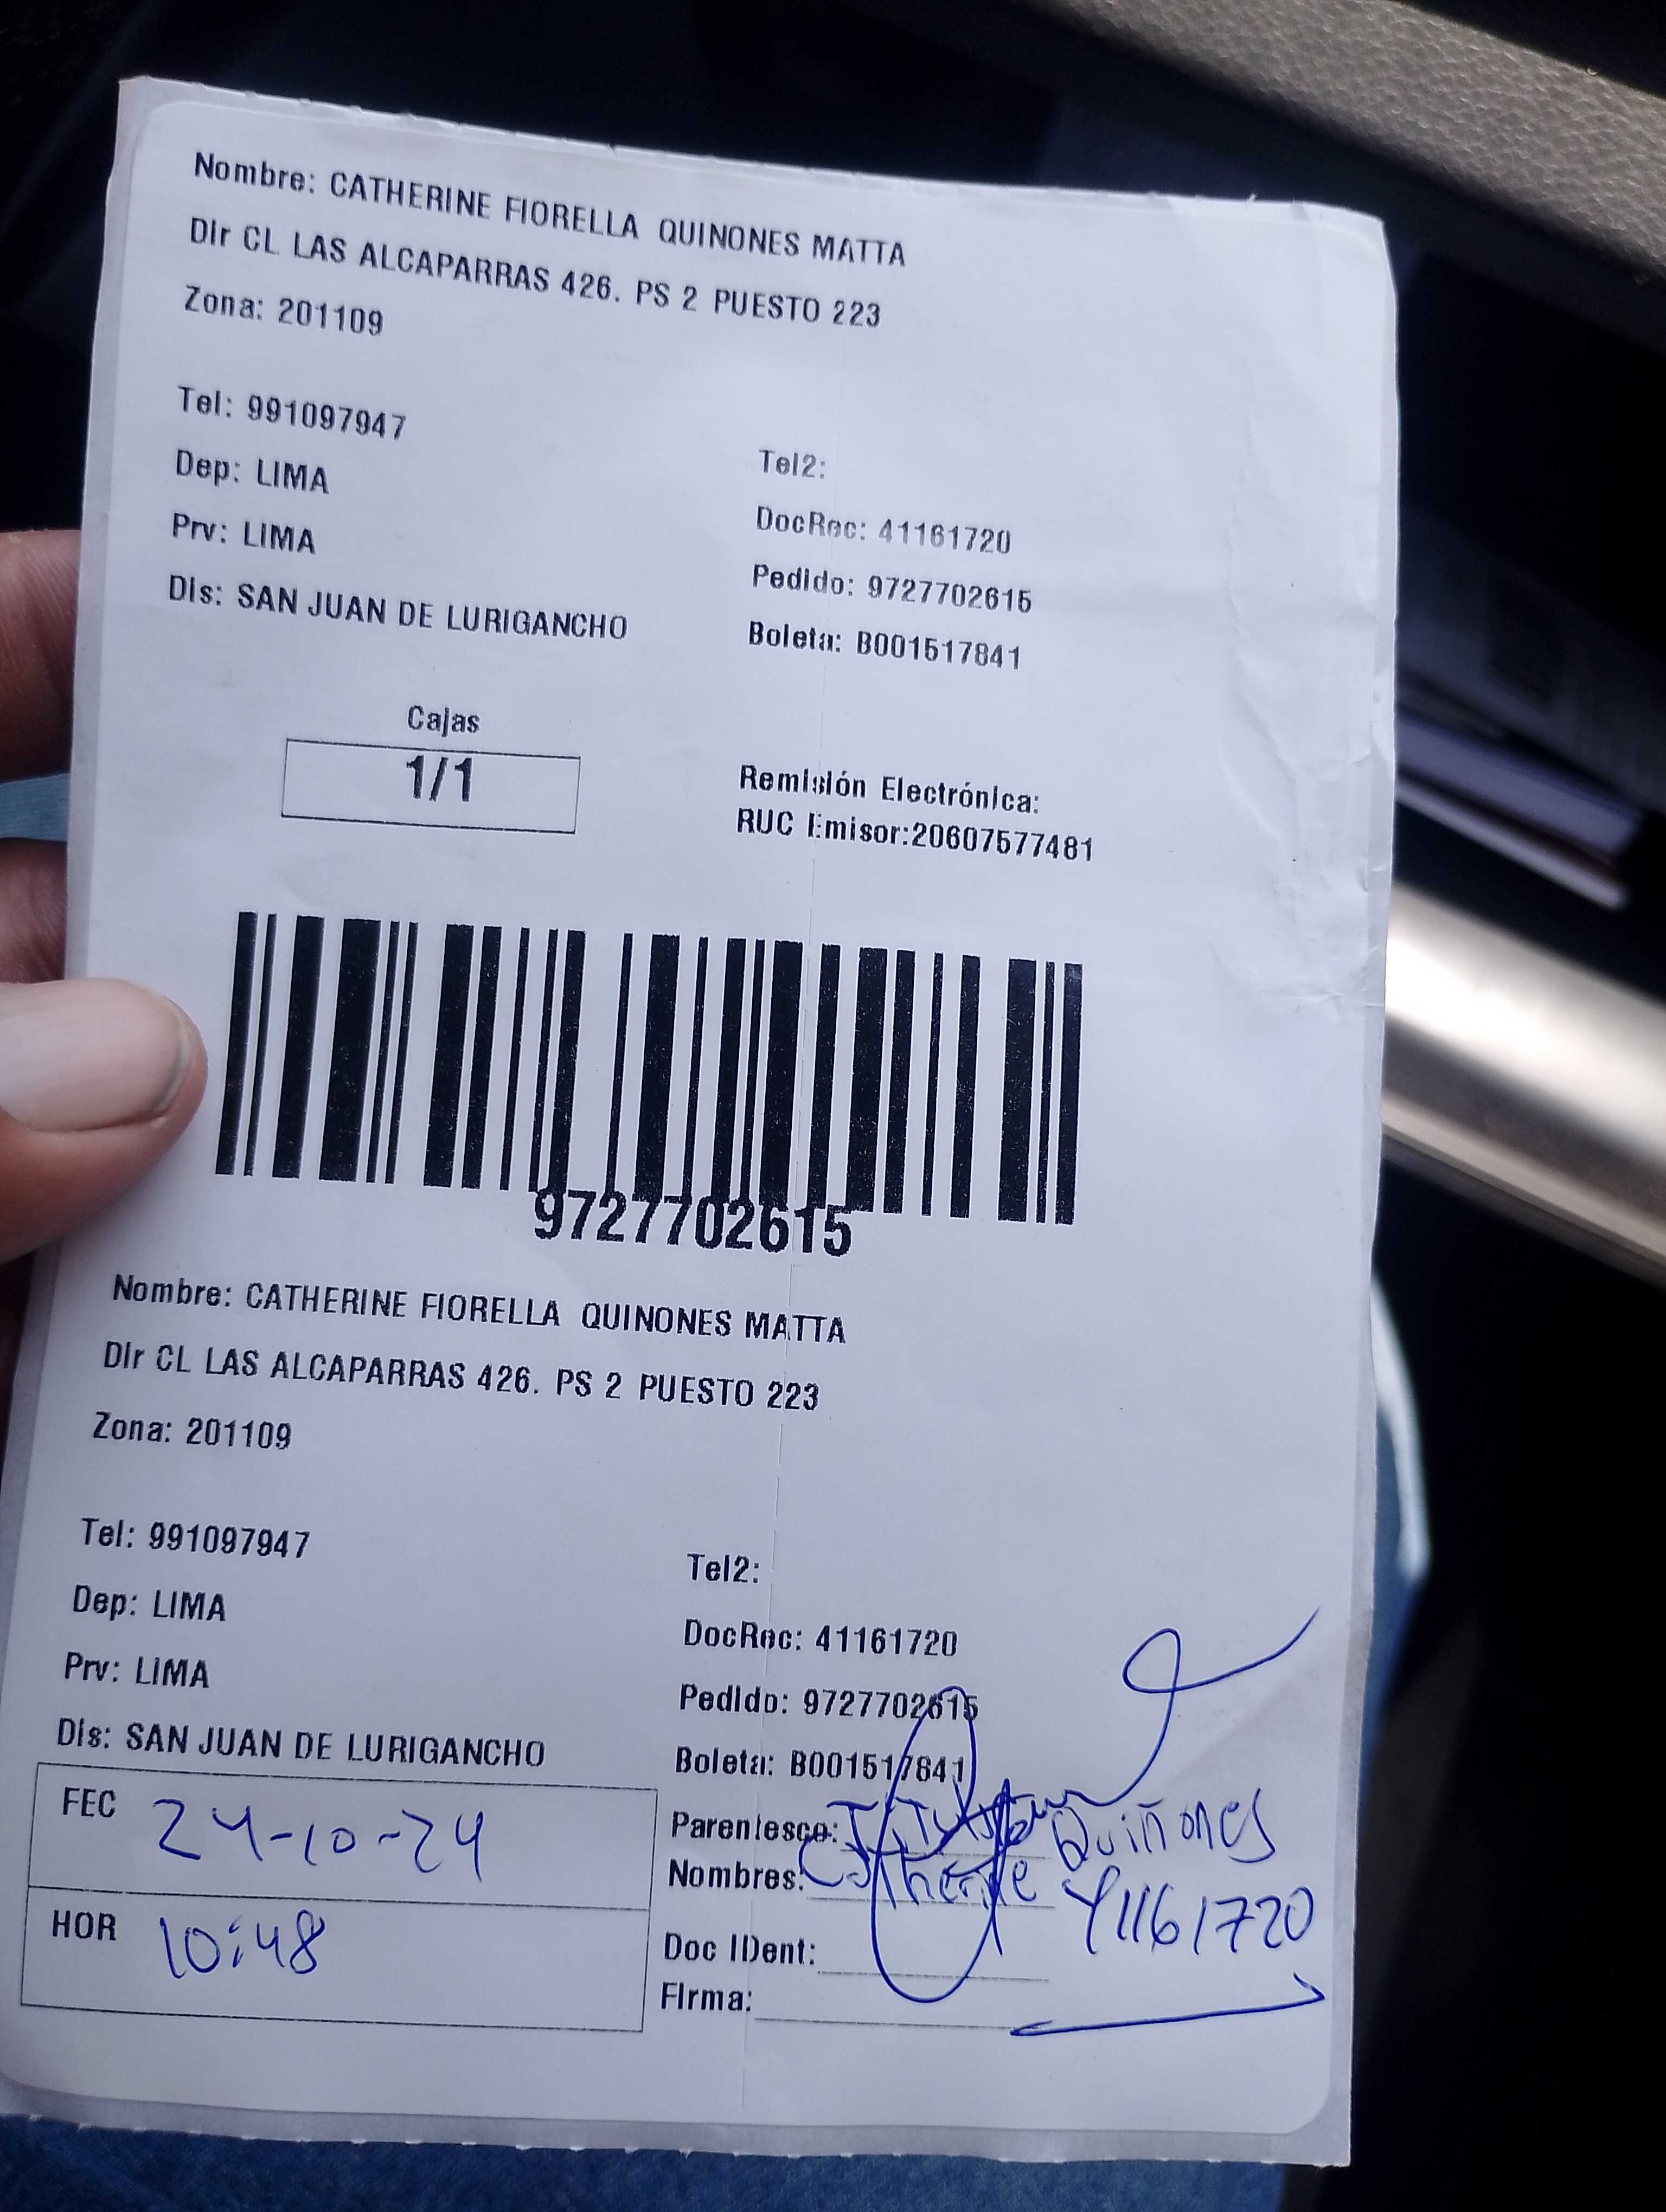 Nombre: CATHERINE FIORELLA QUINONES MATTA
Dir CL LAS ALCAPARRAS 426. PS 2 PUESTO 223
Zona: 201109
Tel: 991097947
Tel2:
Dep: LIMA
DocRec: 41161720
Prv: LIMA
Pedido: 9727702615
Dis: SAN JUAN DE LURIGANCHO
Boleta: B001517841
Cajas
1/1
Remisión Electrónica:
RUC Emisor:20607577481
9727702615
Nombre: CATHERINE FIORELLA QUINONES MATTA
Dir CL LAS ALCAPARRAS 426. PS 2 PUESTO 223
Zona: 201109
Tel: 991097947
Tel2:
Dep: LIMA
DocRec: 41161720
Prv: LIMA
Pedido: 9727702615
Dis: SAN JUAN DE LURIGANCHO
Boleta: B001517841
FEC 24-10-24
Parentesco:
Nombres: Catherine Quiñones
HOR 10:48
Doc IDent: 41161720
Firma: